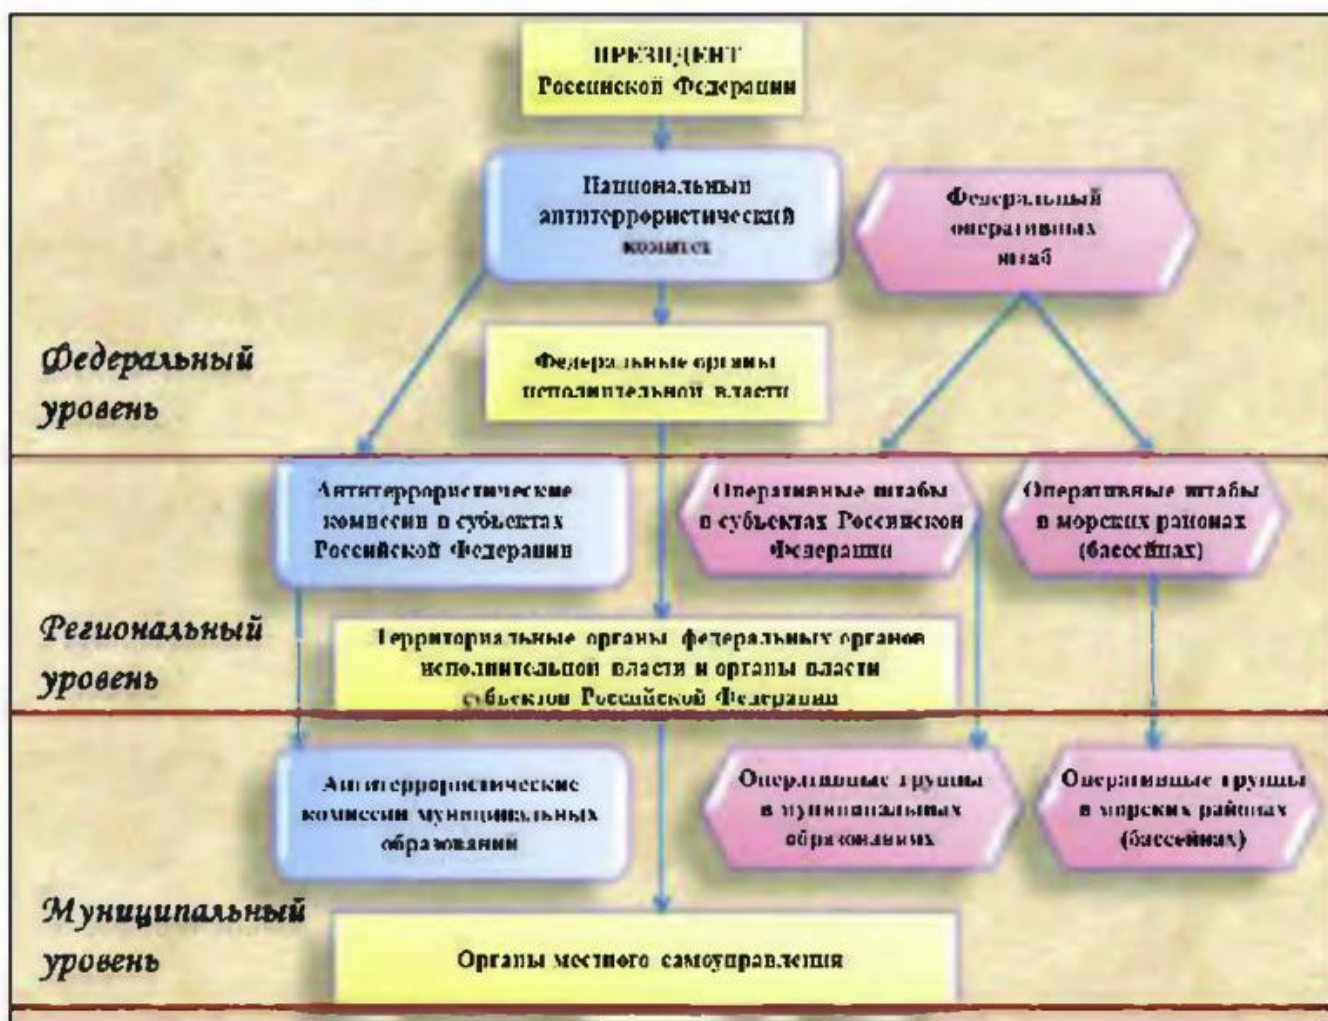 ПРЕЗИДЕНТ
Российской Федерации
Национальный
антитеррористический
комитет
Федеральный
оперативных
штаб
Федеральный
уровень
Федеральные органы
исполнительной власти
Антитеррористические
комиссии в субъектах
Российской Федерации
Оперативные штабы
в субъектах Российской
Федерации
Оперативные штабы
в морских районах
(бассейнах)
Региональный
уровень
Территориальные органы федеральных органов
исполнительной власти и органы власти
субъектов Российской Федерации
Антитеррористические
комиссии муниципальных
образований
Оперативные группы
в муниципальных
образованиях
Оперативные группы
в морских районах
(бассейнах)
Муниципальный
уровень
Органы местного самоуправления